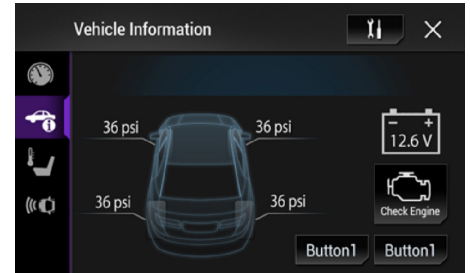 Vehicle Information
36 psi
36 psi
- +
12.6 V
36 psi
36 psi
Check Engine
Button1
Button1